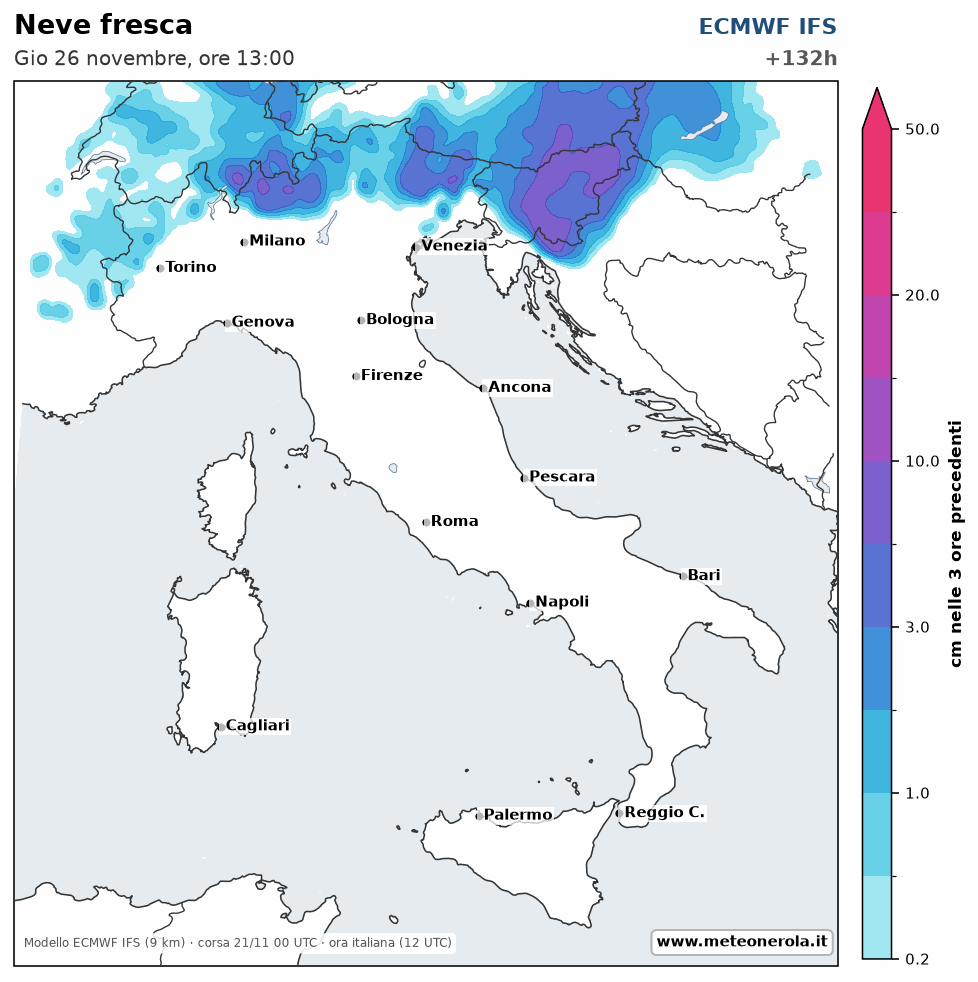 Neve fresca
ECMWF IFS
Gio 26 novembre, ore 13:00
+132h
50.0
20.0
10.0
3.0
1.0
0.2
cm nelle 3 ore precedenti
Milano
Venezia
Torino
Genova
Bologna
Firenze
Ancona
Pescara
Roma
Bari
Napoli
Cagliari
Palermo
Reggio C.
Modello ECMWF IFS (9 km) · corsa 21/11 00 UTC · ora italiana (12 UTC)
www.meteonerola.it